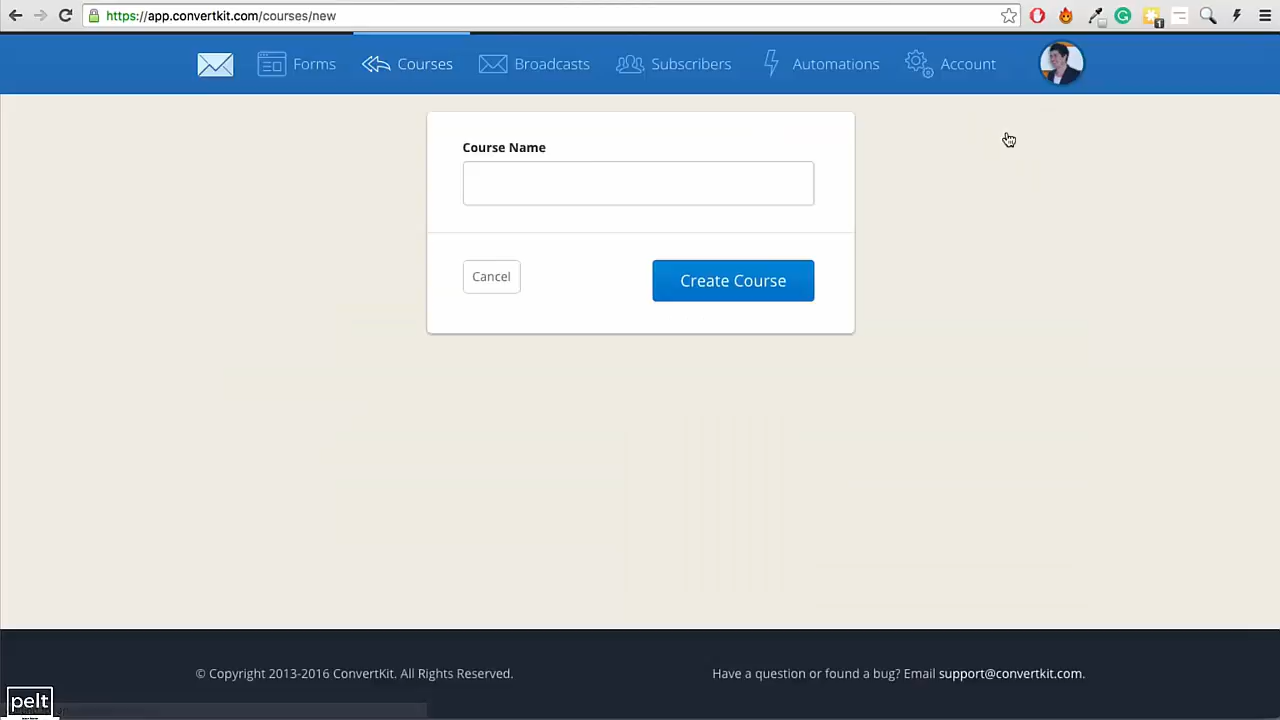 https://app.convertkit.com/courses/new
1
Forms
Courses
Broadcasts
Subscribers
Automations
Account
Course Name
Cancel
Create Course
© Copyright 2013-2016 ConvertKit. All Rights Reserved.
Have a question or found a bug? Email support@convertkit.com.
pelt